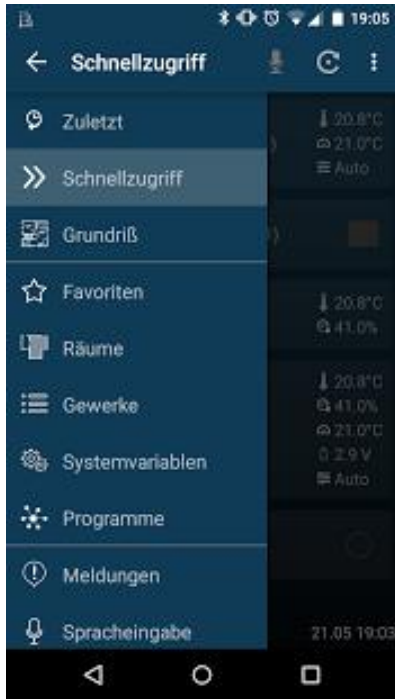 19:05
Schnellzugriff
Zuletzt
20.8°C
21.0°C
Auto
Schnellzugriff
Grundriß
Favoriten
20.8°C
41.0%
Räume
Gewerke
20.8°C
41.0%
21.0°C
2.9 V
Auto
Systemvariablen
Programme
Meldungen
Spracheingabe
21.05 19:03